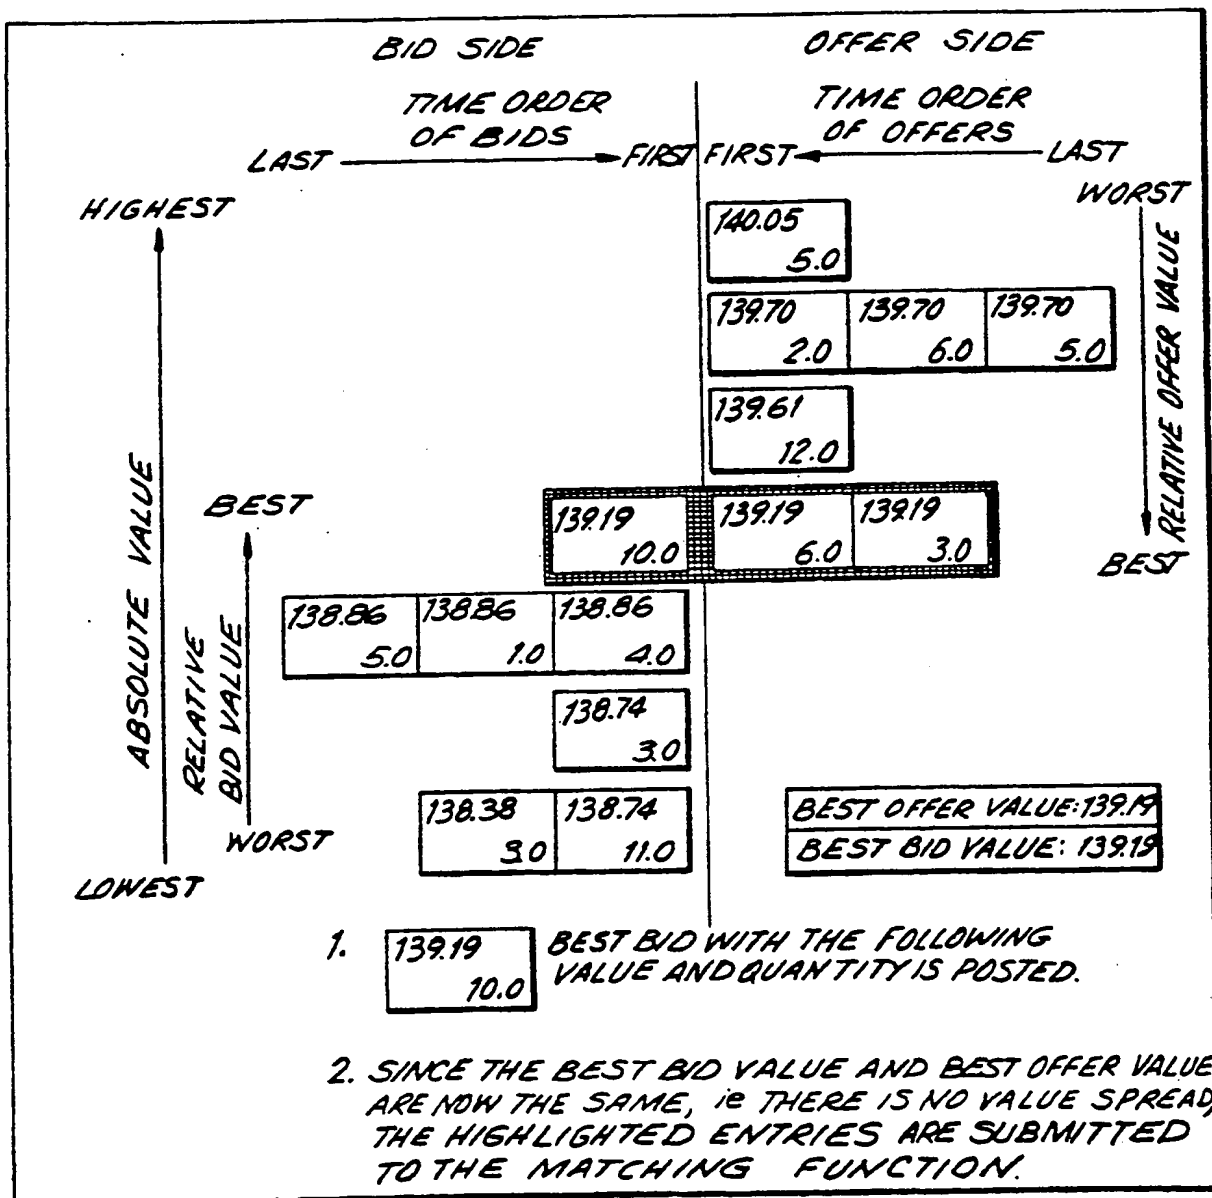 BID SIDE
OFFER SIDE
TIME ORDER
OF BIDS
TIME ORDER
OF OFFERS
LAST
FIRST
FIRST
LAST
HIGHEST
WORST
140.05
5.0
139.70
139.70
139.70
2.0
6.0
5.0
139.61
12.0
RELATIVE OFFER VALUE
BEST
BEST
139.19
139.19
139.19
10.0
6.0
3.0
ABSOLUTE VALUE
RELATIVE
BID VALUE
138.86
138.86
138.86
5.0
1.0
4.0
138.74
3.0
138.38
138.74
3.0
11.0
WORST
LOWEST
BEST OFFER VALUE: 139.19
BEST BID VALUE: 139.19
1.
139.19
10.0
BEST BID WITH THE FOLLOWING
VALUE AND QUANTITY IS POSTED.
2. SINCE THE BEST BID VALUE AND BEST OFFER VALUE
ARE NOW THE SAME, ie THERE IS NO VALUE SPREAD,
THE HIGHLIGHTED ENTRIES ARE SUBMITTED
TO THE MATCHING FUNCTION.